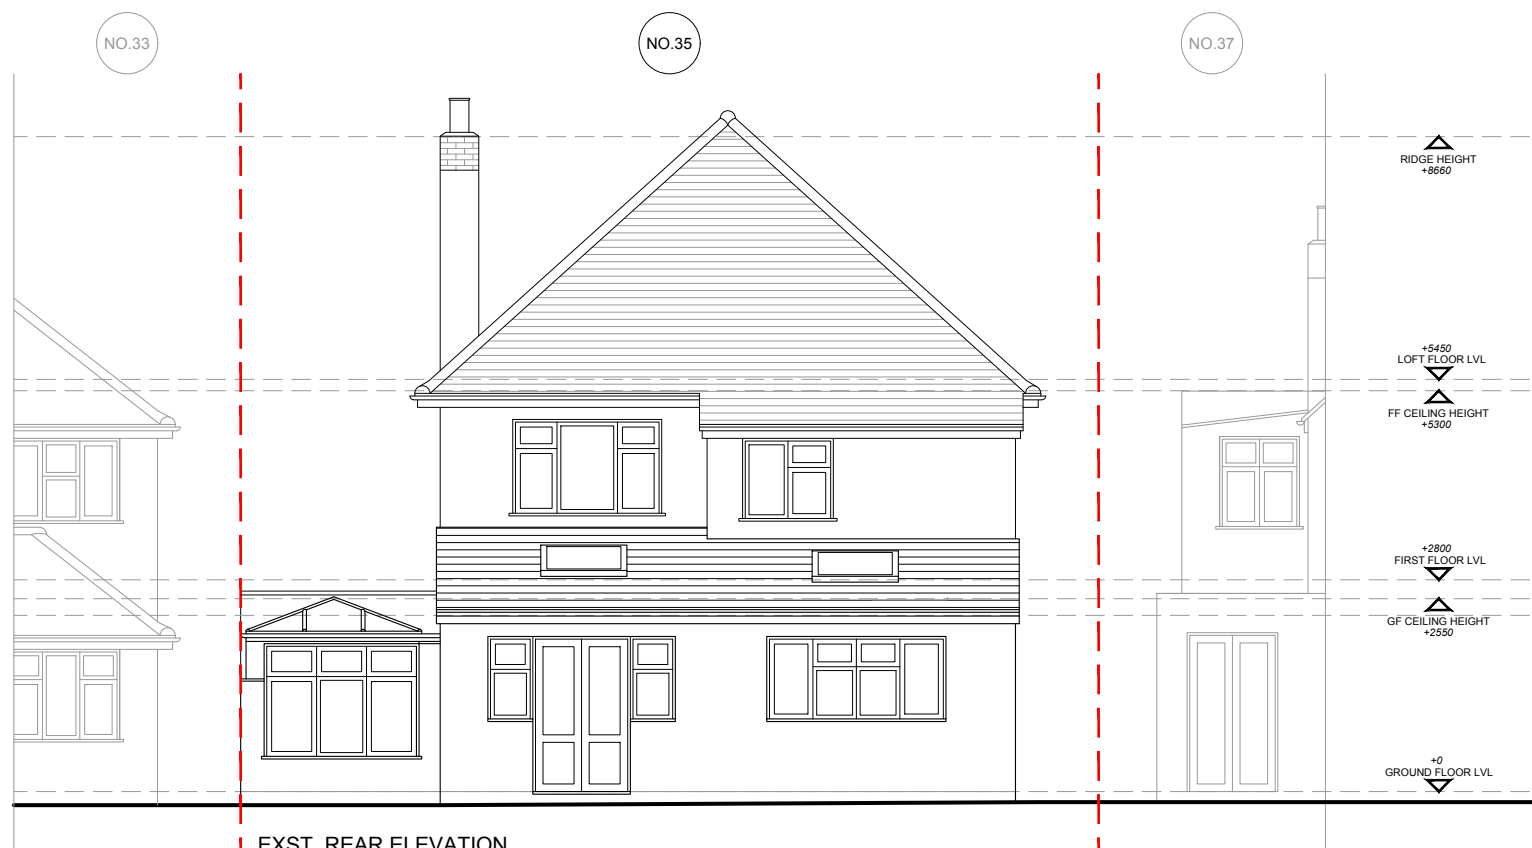 NO.33
NO.35
NO.37
RIDGE HEIGHT
+8660
+5450
LOFT FLOOR LVL
FF CEILING HEIGHT
+5300
+2800
FIRST FLOOR LVL
GF CEILING HEIGHT
+2550
+0
GROUND FLOOR LVL
EXST. REAR ELEVATION